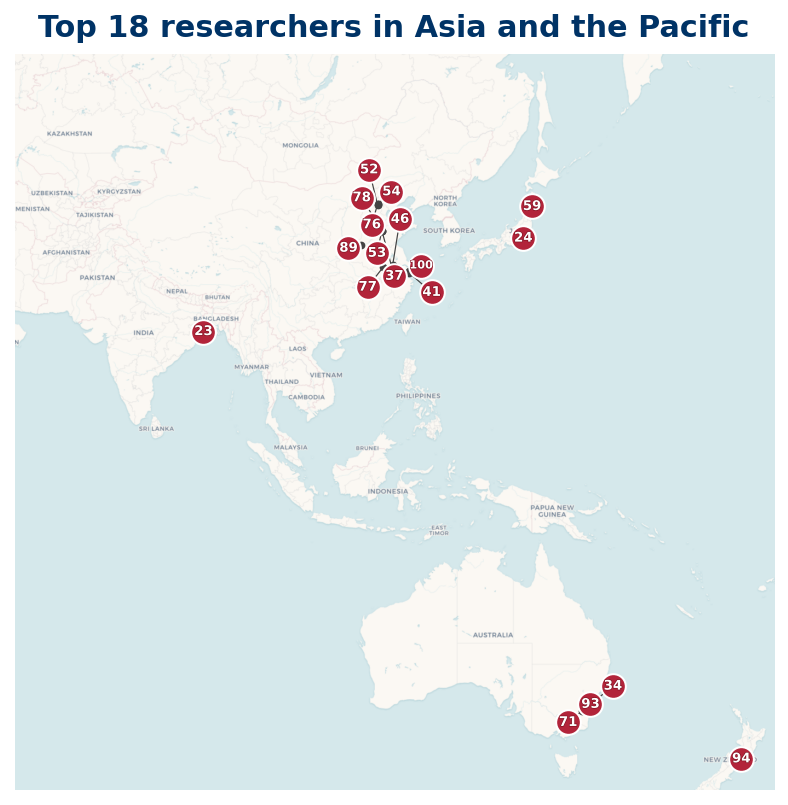 Top 18 researchers in Asia and the Pacific
KAZAKHSTAN
MONGOLIA
52
UZBEKISTAN
KYRGYZSTAN
78
54
NORTH
KOREA
59
MENISTAN
TAJIKISTAN
76
46
SOUTH KOREA
24
CHINA
89
53
AFGHANISTAN
100
PAKISTAN
37
77
41
NEPAL
BHUTAN
BANGLADESH
TAIWAN
INDIA
23
LAOS
MYANMAR
VIETNAM
THAILAND
CAMBODIA
PHILIPPINES
SRI LANKA
MALAYSIA
BRUNEI
INDONESIA
PAPUA NEW
GUINEA
EAST
TIMOR
AUSTRALIA
34
93
71
NEW Z
94